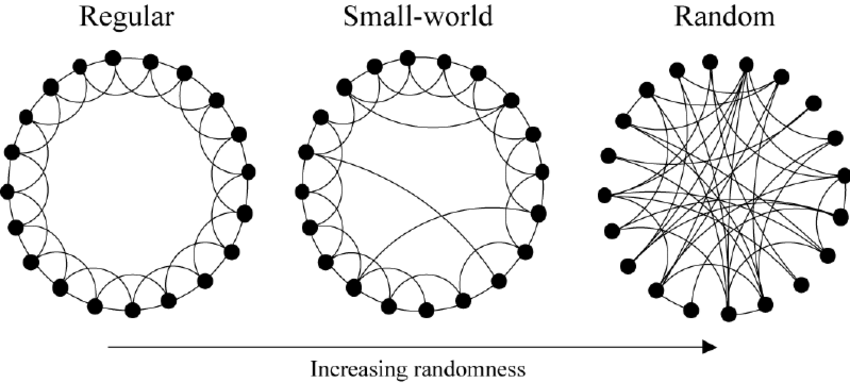 Regular
Small-world
Random
Increasing randomness